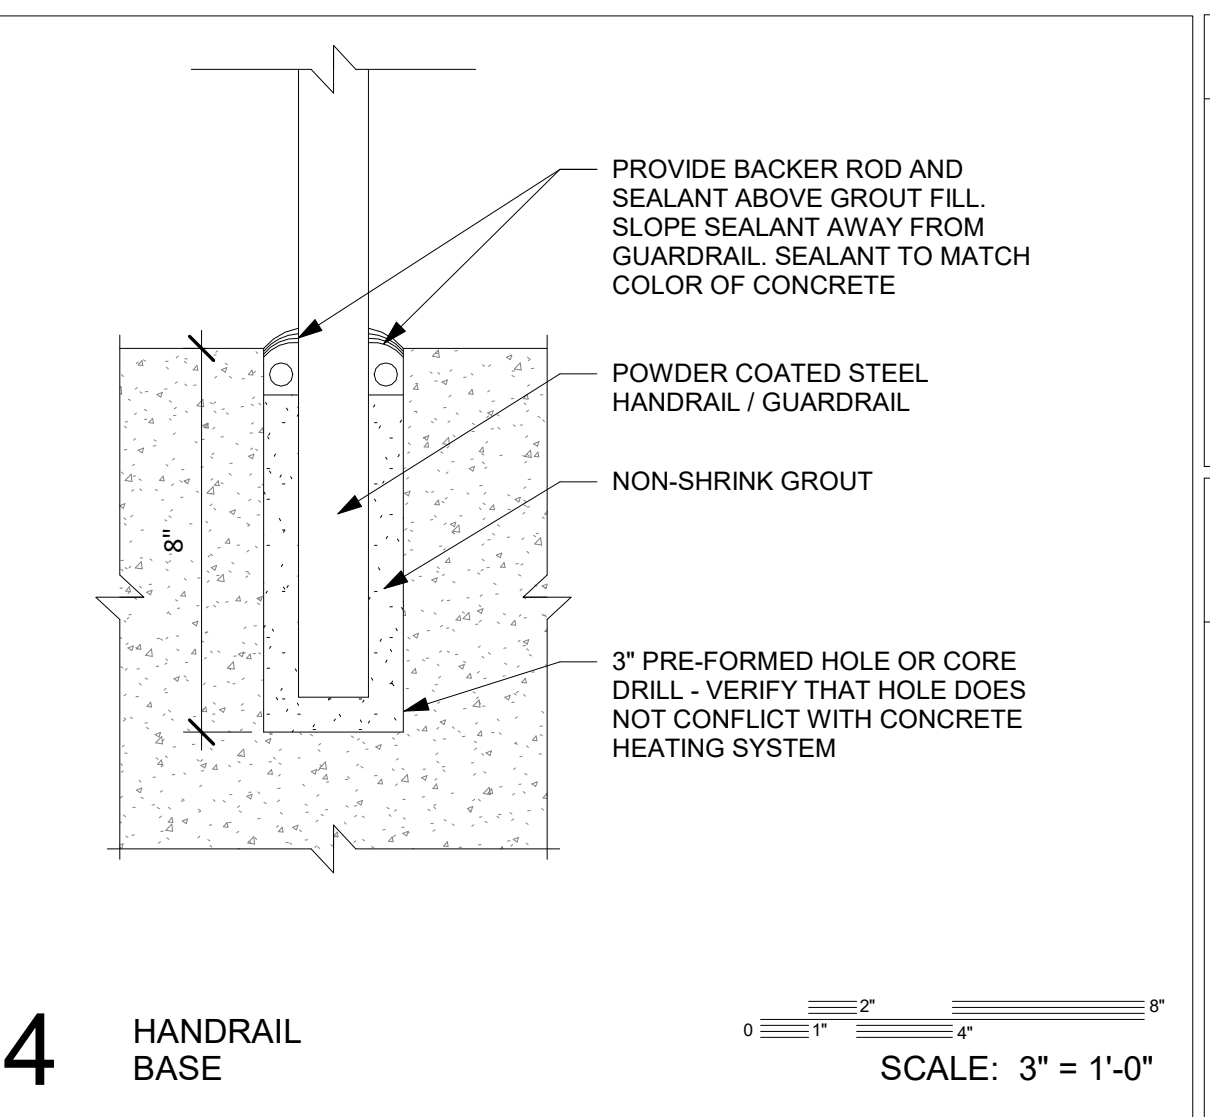 PROVIDE BACKER ROD AND
SEALANT ABOVE GROUT FILL.
SLOPE SEALANT AWAY FROM
GUARDRAIL. SEALANT TO MATCH
COLOR OF CONCRETE
POWDER COATED STEEL
HANDRAIL / GUARDRAIL
NON-SHRINK GROUT
8"
3" PRE-FORMED HOLE OR CORE
DRILL - VERIFY THAT HOLE DOES
NOT CONFLICT WITH CONCRETE
HEATING SYSTEM
4
HANDRAIL
BASE
0 1" 2" 4" 8"
SCALE: 3" = 1'-0"